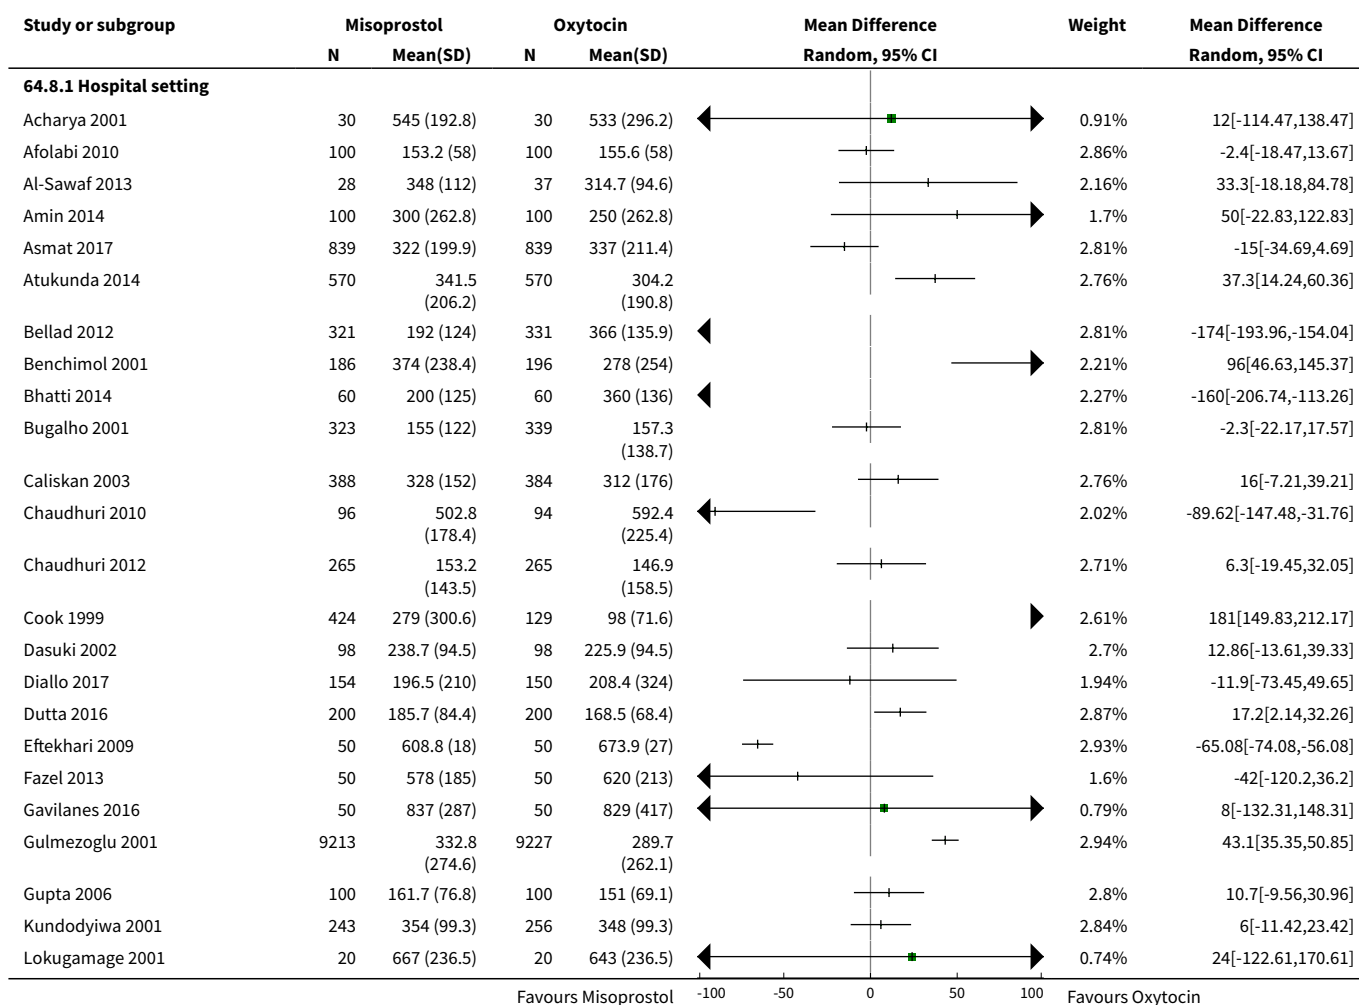 Study or subgroup Misoprostol Oxytocin Mean Difference Weight Mean Difference
N Mean(SD) N Mean(SD) Random, 95% CI Random, 95% CI
64.8.1 Hospital setting
Acharya 2001 30 545 (192.8) 30 533 (296.2) 0.91% 12[-114.47,138.47]
Afolabi 2010 100 153.2 (58) 100 155.6 (58) 2.86% -2.4[-18.47,13.67]
Al-Sawaf 2013 28 348 (112) 37 314.7 (94.6) 2.16% 33.3[-18.18,84.78]
Amin 2014 100 300 (262.8) 100 250 (262.8) 1.7% 50[-22.83,122.83]
Asmat 2017 839 322 (199.9) 839 337 (211.4) 2.81% -15[-34.69,4.69]
Atukunda 2014 570 341.5 570 304.2 2.76% 37.3[14.24,60.36]
(206.2) (190.8)
Bellad 2012 321 192 (124) 331 366 (135.9) 2.81% -174[-193.96,-154.04]
Benchimol 2001 186 374 (238.4) 196 278 (254) 2.21% 96[46.63,145.37]
Bhatti 2014 60 200 (125) 60 360 (136) 2.27% -160[-206.74,-113.26]
Bugalho 2001 323 155 (122) 339 157.3 2.81% -2.3[-22.17,17.57]
(138.7)
Caliskan 2003 388 328 (152) 384 312 (176) 2.76% 16[-7.21,39.21]
Chaudhuri 2010 96 502.8 94 592.4 2.02% -89.62[-147.48,-31.76]
(178.4) (225.4)
Chaudhuri 2012 265 153.2 265 146.9 2.71% 6.3[-19.45,32.05]
(143.5) (158.5)
Cook 1999 424 279 (300.6) 129 98 (71.6) 2.61% 181[149.83,212.17]
Dasuki 2002 98 238.7 (94.5) 98 225.9 (94.5) 2.7% 12.86[-13.61,39.33]
Diallo 2017 154 196.5 (210) 150 208.4 (324) 1.94% -11.9[-73.45,49.65]
Dutta 2016 200 185.7 (84.4) 200 168.5 (68.4) 2.87% 17.2[2.14,32.26]
Eftekhari 2009 50 608.8 (18) 50 673.9 (27) 2.93% -65.08[-74.08,-56.08]
Fazel 2013 50 578 (185) 50 620 (213) 1.6% -42[-120.2,36.2]
Gavilanes 2016 50 837 (287) 50 829 (417) 0.79% 8[-132.31,148.31]
Gulmezoglu 2001 9213 332.8 9227 289.7 2.94% 43.1[35.35,50.85]
(274.6) (262.1)
Gupta 2006 100 161.7 (76.8) 100 151 (69.1) 2.8% 10.7[-9.56,30.96]
Kundodyiwa 2001 243 354 (99.3) 256 348 (99.3) 2.84% 6[-11.42,23.42]
Lokugamage 2001 20 667 (236.5) 20 643 (236.5) 0.74% 24[-122.61,170.61]
Favours Misoprostol -100 -50 0 50 100 Favours Oxytocin